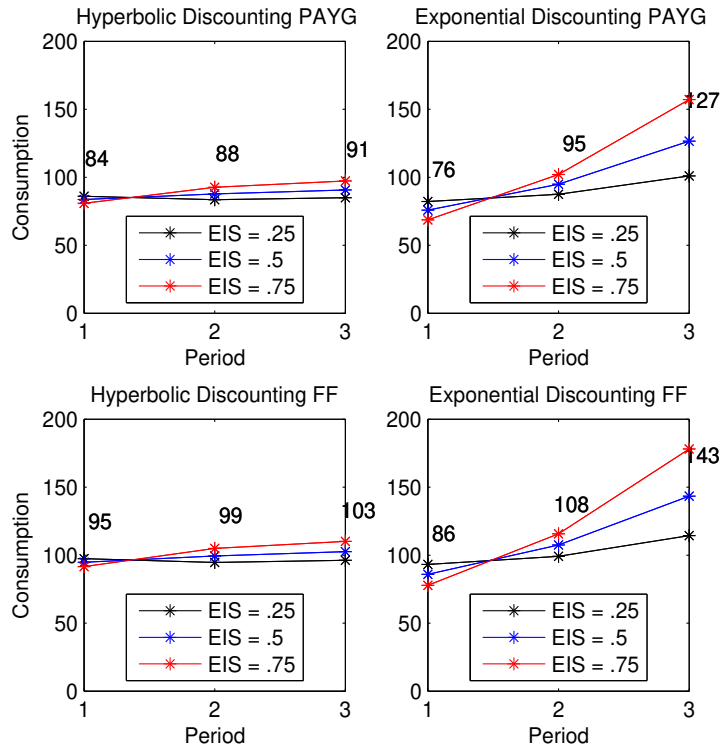 Hyperbolic Discounting PAYG
200
150
100
50
0
Consumption
84
88
91
EIS = .25
EIS = .5
EIS = .75
1
2
3
Period
Exponential Discounting PAYG
200
150
100
50
0
76
95
127
EIS = .25
EIS = .5
EIS = .75
1
2
3
Period
Hyperbolic Discounting FF
200
150
100
50
0
Consumption
95
99
103
EIS = .25
EIS = .5
EIS = .75
1
2
3
Period
Exponential Discounting FF
200
150
100
50
0
86
108
143
EIS = .25
EIS = .5
EIS = .75
1
2
3
Period